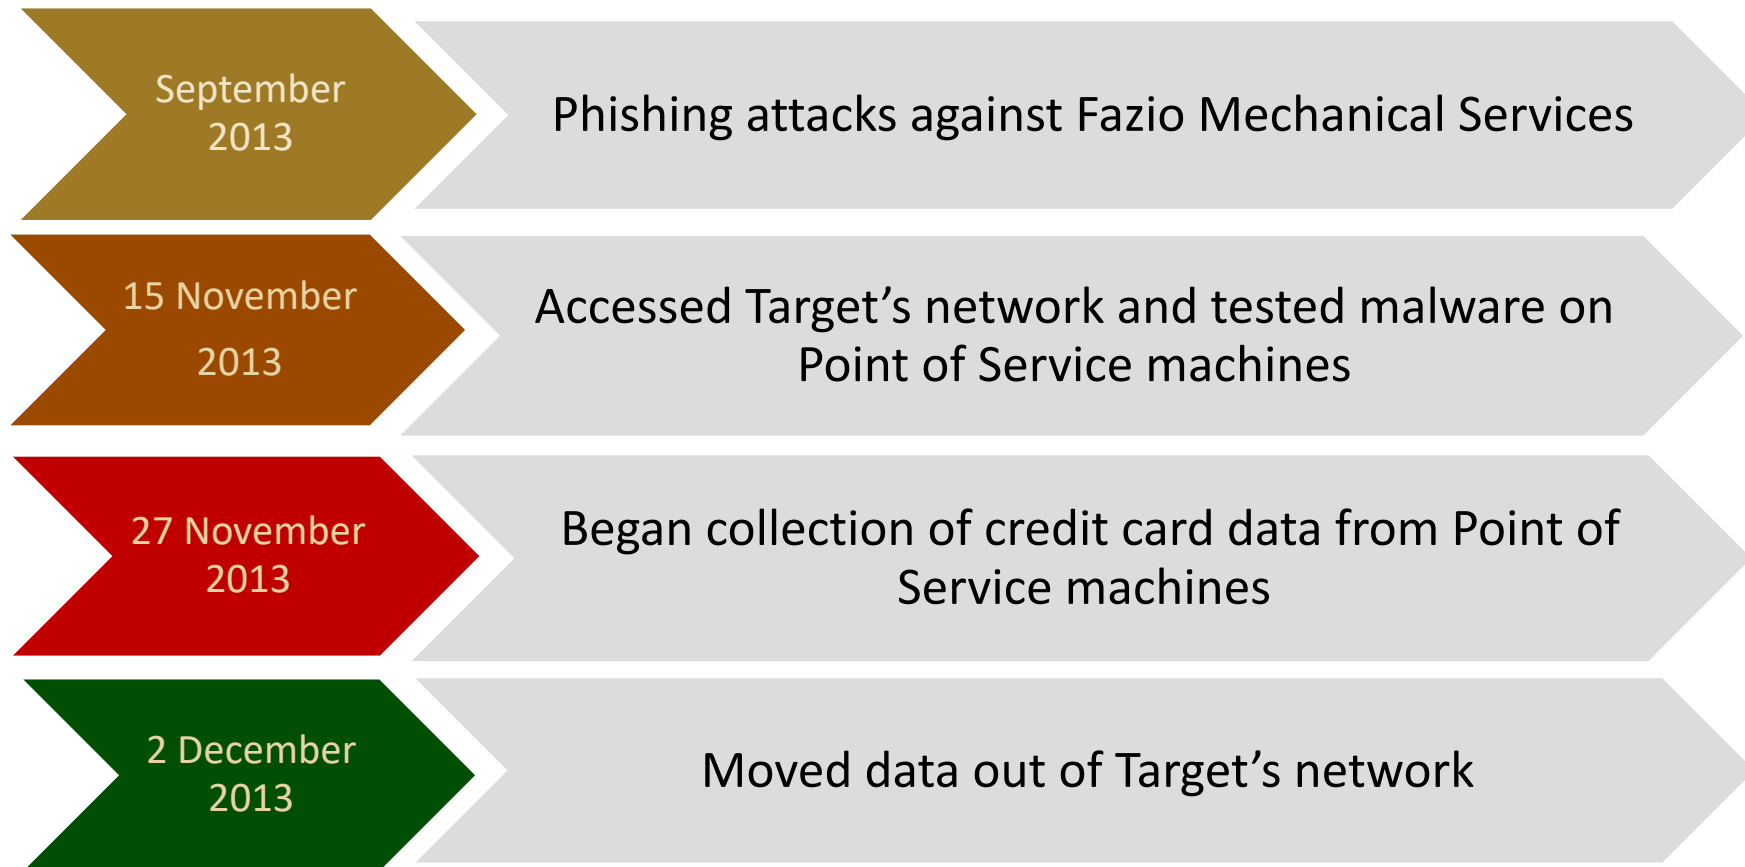 September
2013
Phishing attacks against Fazio Mechanical Services
15 November
2013
Accessed Target’s network and tested malware on
Point of Service machines
27 November
2013
Began collection of credit card data from Point of
Service machines
2 December
2013
Moved data out of Target’s network